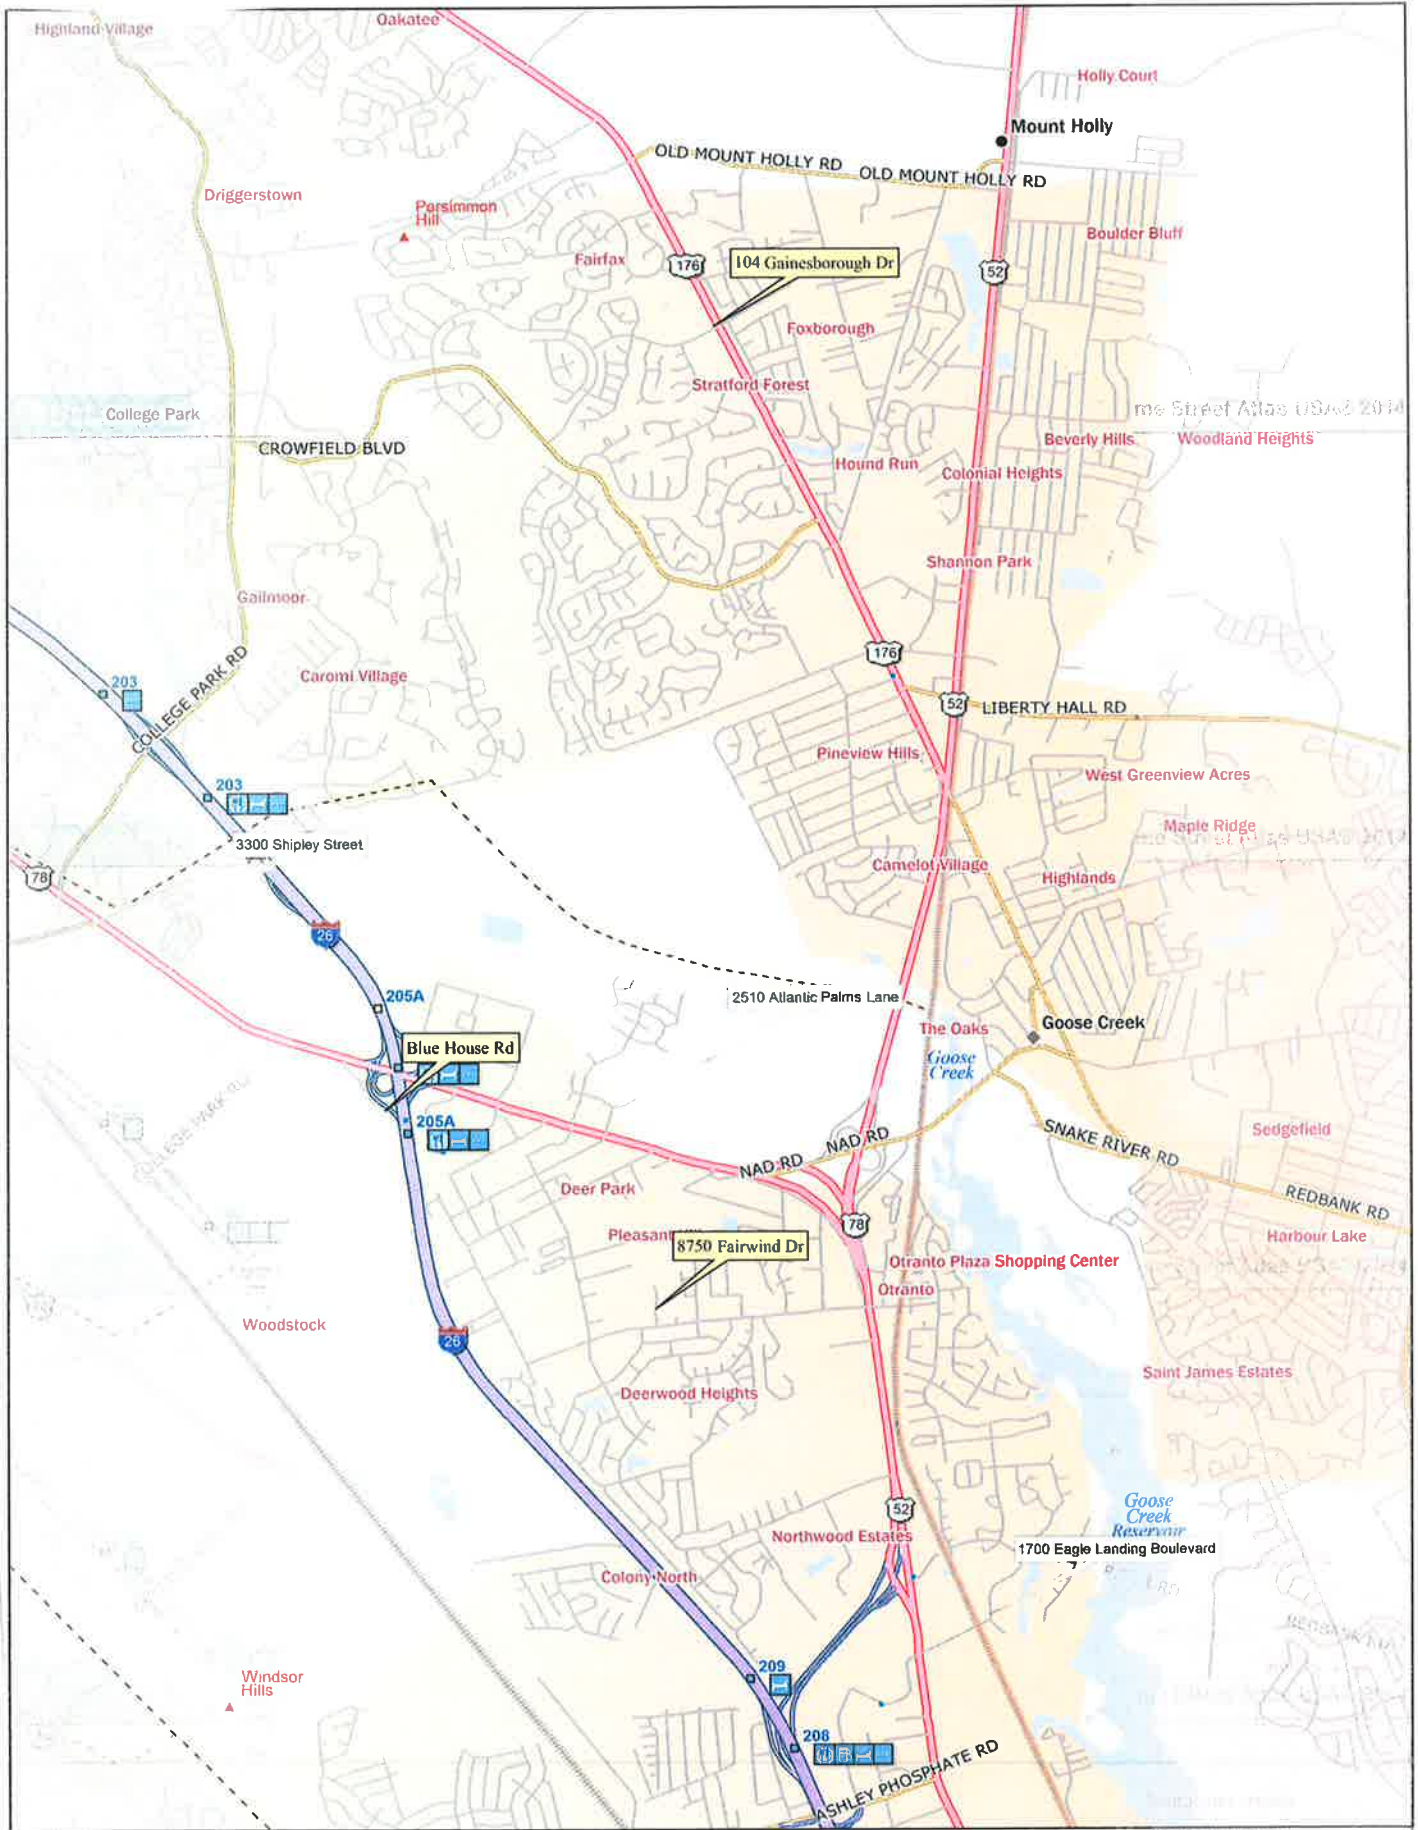 Oakatee
Highland Village
Holly Court
Mount Holly
OLD MOUNT HOLLY RD
OLD MOUNT HOLLY RD
Driggerstown
Persimmon
Hill
Boulder Bluff
Fairfax
176
104 Gainesborough Dr
52
Foxborough
Stratford Forest
College Park
me Street Atlas USA® 2014
CROWFIELD BLVD
Beverly Hills
Woodland Heights
Hound Run
Colonial Heights
Shannon Park
Gailmoor
176
Caromi Village
203
COLLEGE PARK RD
52
LIBERTY HALL RD
Pineview Hills
West Greenview Acres
203
Maple Ridge
3300 Shipley Street
Camelot Village
Highlands
78
26
205A
2510 Atlantic Palms Lane
The Oaks
Goose Creek
Blue House Rd
Goose
Creek
205A
NAD RD
NAD RD
SNAKE RIVER RD
Sedgefield
Deer Park
REDBANK RD
Pleasant
78
8750 Fairwind Dr
Harbour Lake
Otranto Plaza Shopping Center
Otranto
Woodstock
26
Saint James Estates
Deerwood Heights
52
Goose
Creek
Reservoir
Northwood Estates
1700 Eagle Landing Boulevard
Colony North
209
Windsor
Hills
208
ASHLEY PHOSPHATE RD